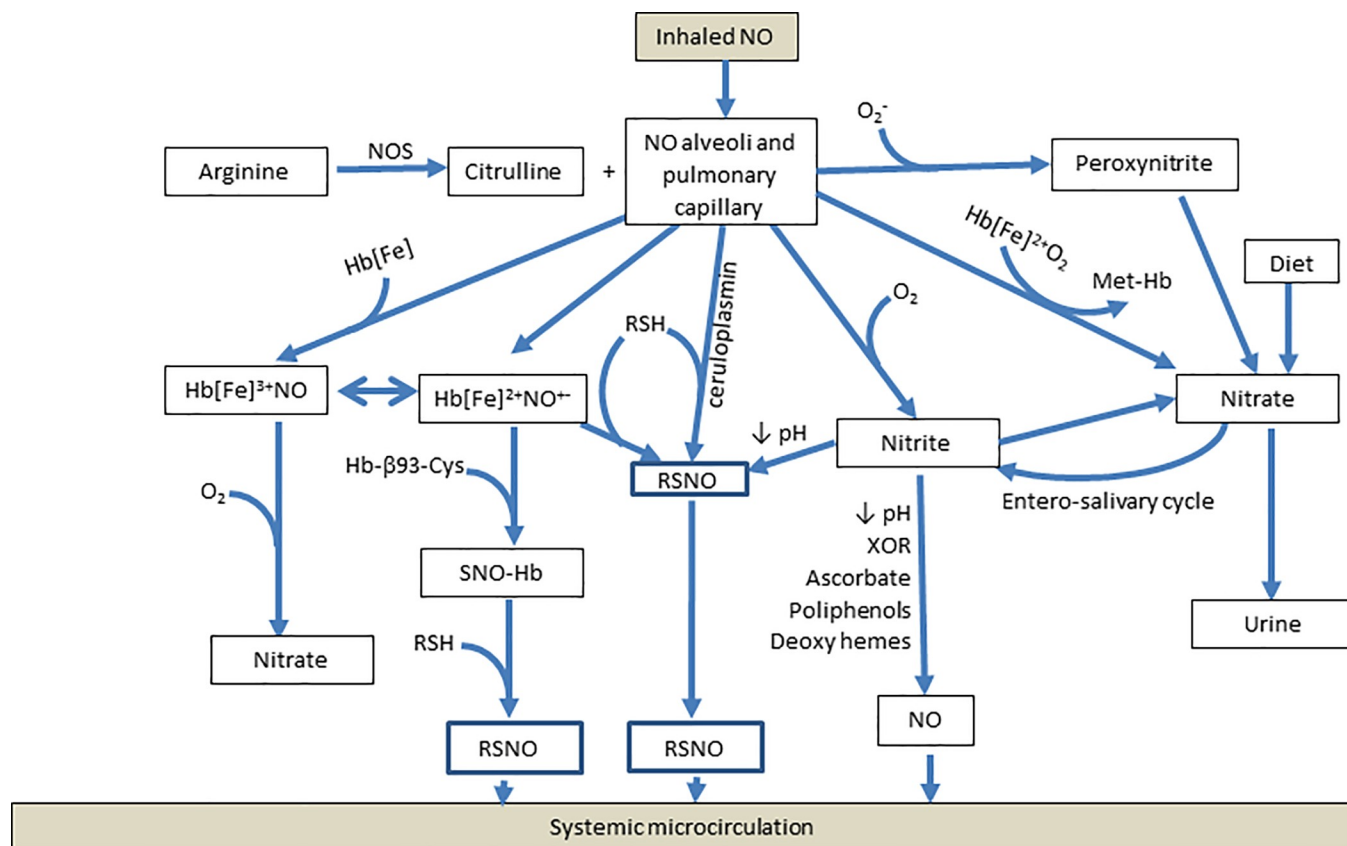 Inhaled NO
O₂⁻
Arginine
NOS
Citrulline
+
NO alveoli and
pulmonary
capillary
Peroxynitrite
Hb[Fe]
Hb[Fe]²⁺O₂
Met-Hb
Diet
RSH
ceruloplasmin
O₂
Hb[Fe]³⁺NO
Hb[Fe]²⁺NO⁺⁻
Nitrate
Nitrite
↓ pH
Hb-β93-Cys
RSNO
O₂
Entero-salivary cycle
↓ pH
XOR
Ascorbate
Poliphenols
Deoxy hemes
SNO-Hb
Urine
RSH
Nitrate
NO
RSNO
RSNO
Systemic microcirculation